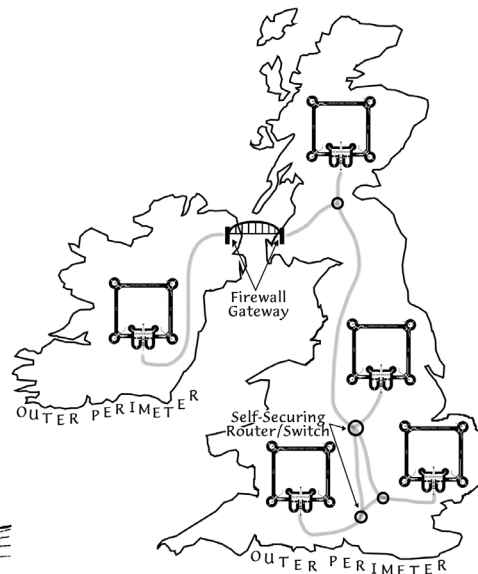 Firewall
Gateway
OUTER PERIMETER
Self-Securing
Router/Switch
OUTER PERIMETER